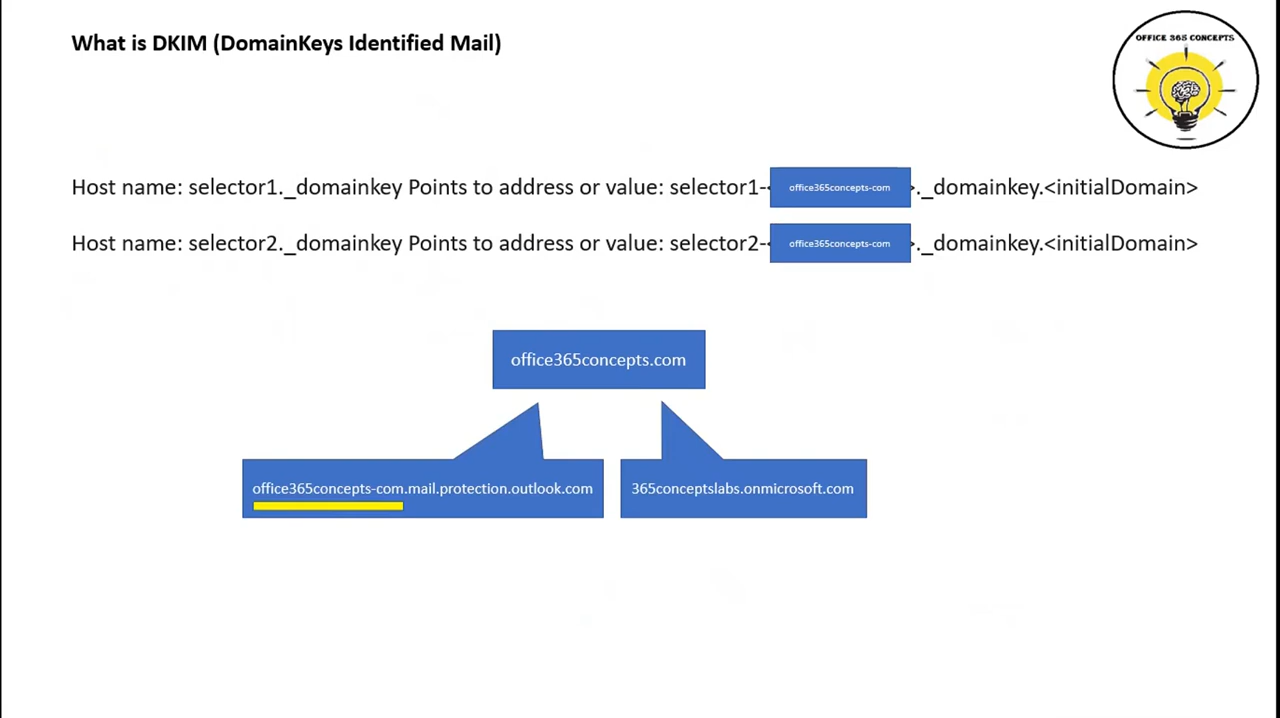 What is DKIM (DomainKeys Identified Mail)
OFFICE 365 CONCEPTS
Host name: selector1._domainkey Points to address or value: selector1-<office365concepts-com>._domainkey.<initialDomain>
Host name: selector2._domainkey Points to address or value: selector2-<office365concepts-com>._domainkey.<initialDomain>
office365concepts.com
office365concepts-com.mail.protection.outlook.com
365conceptslabs.onmicrosoft.com